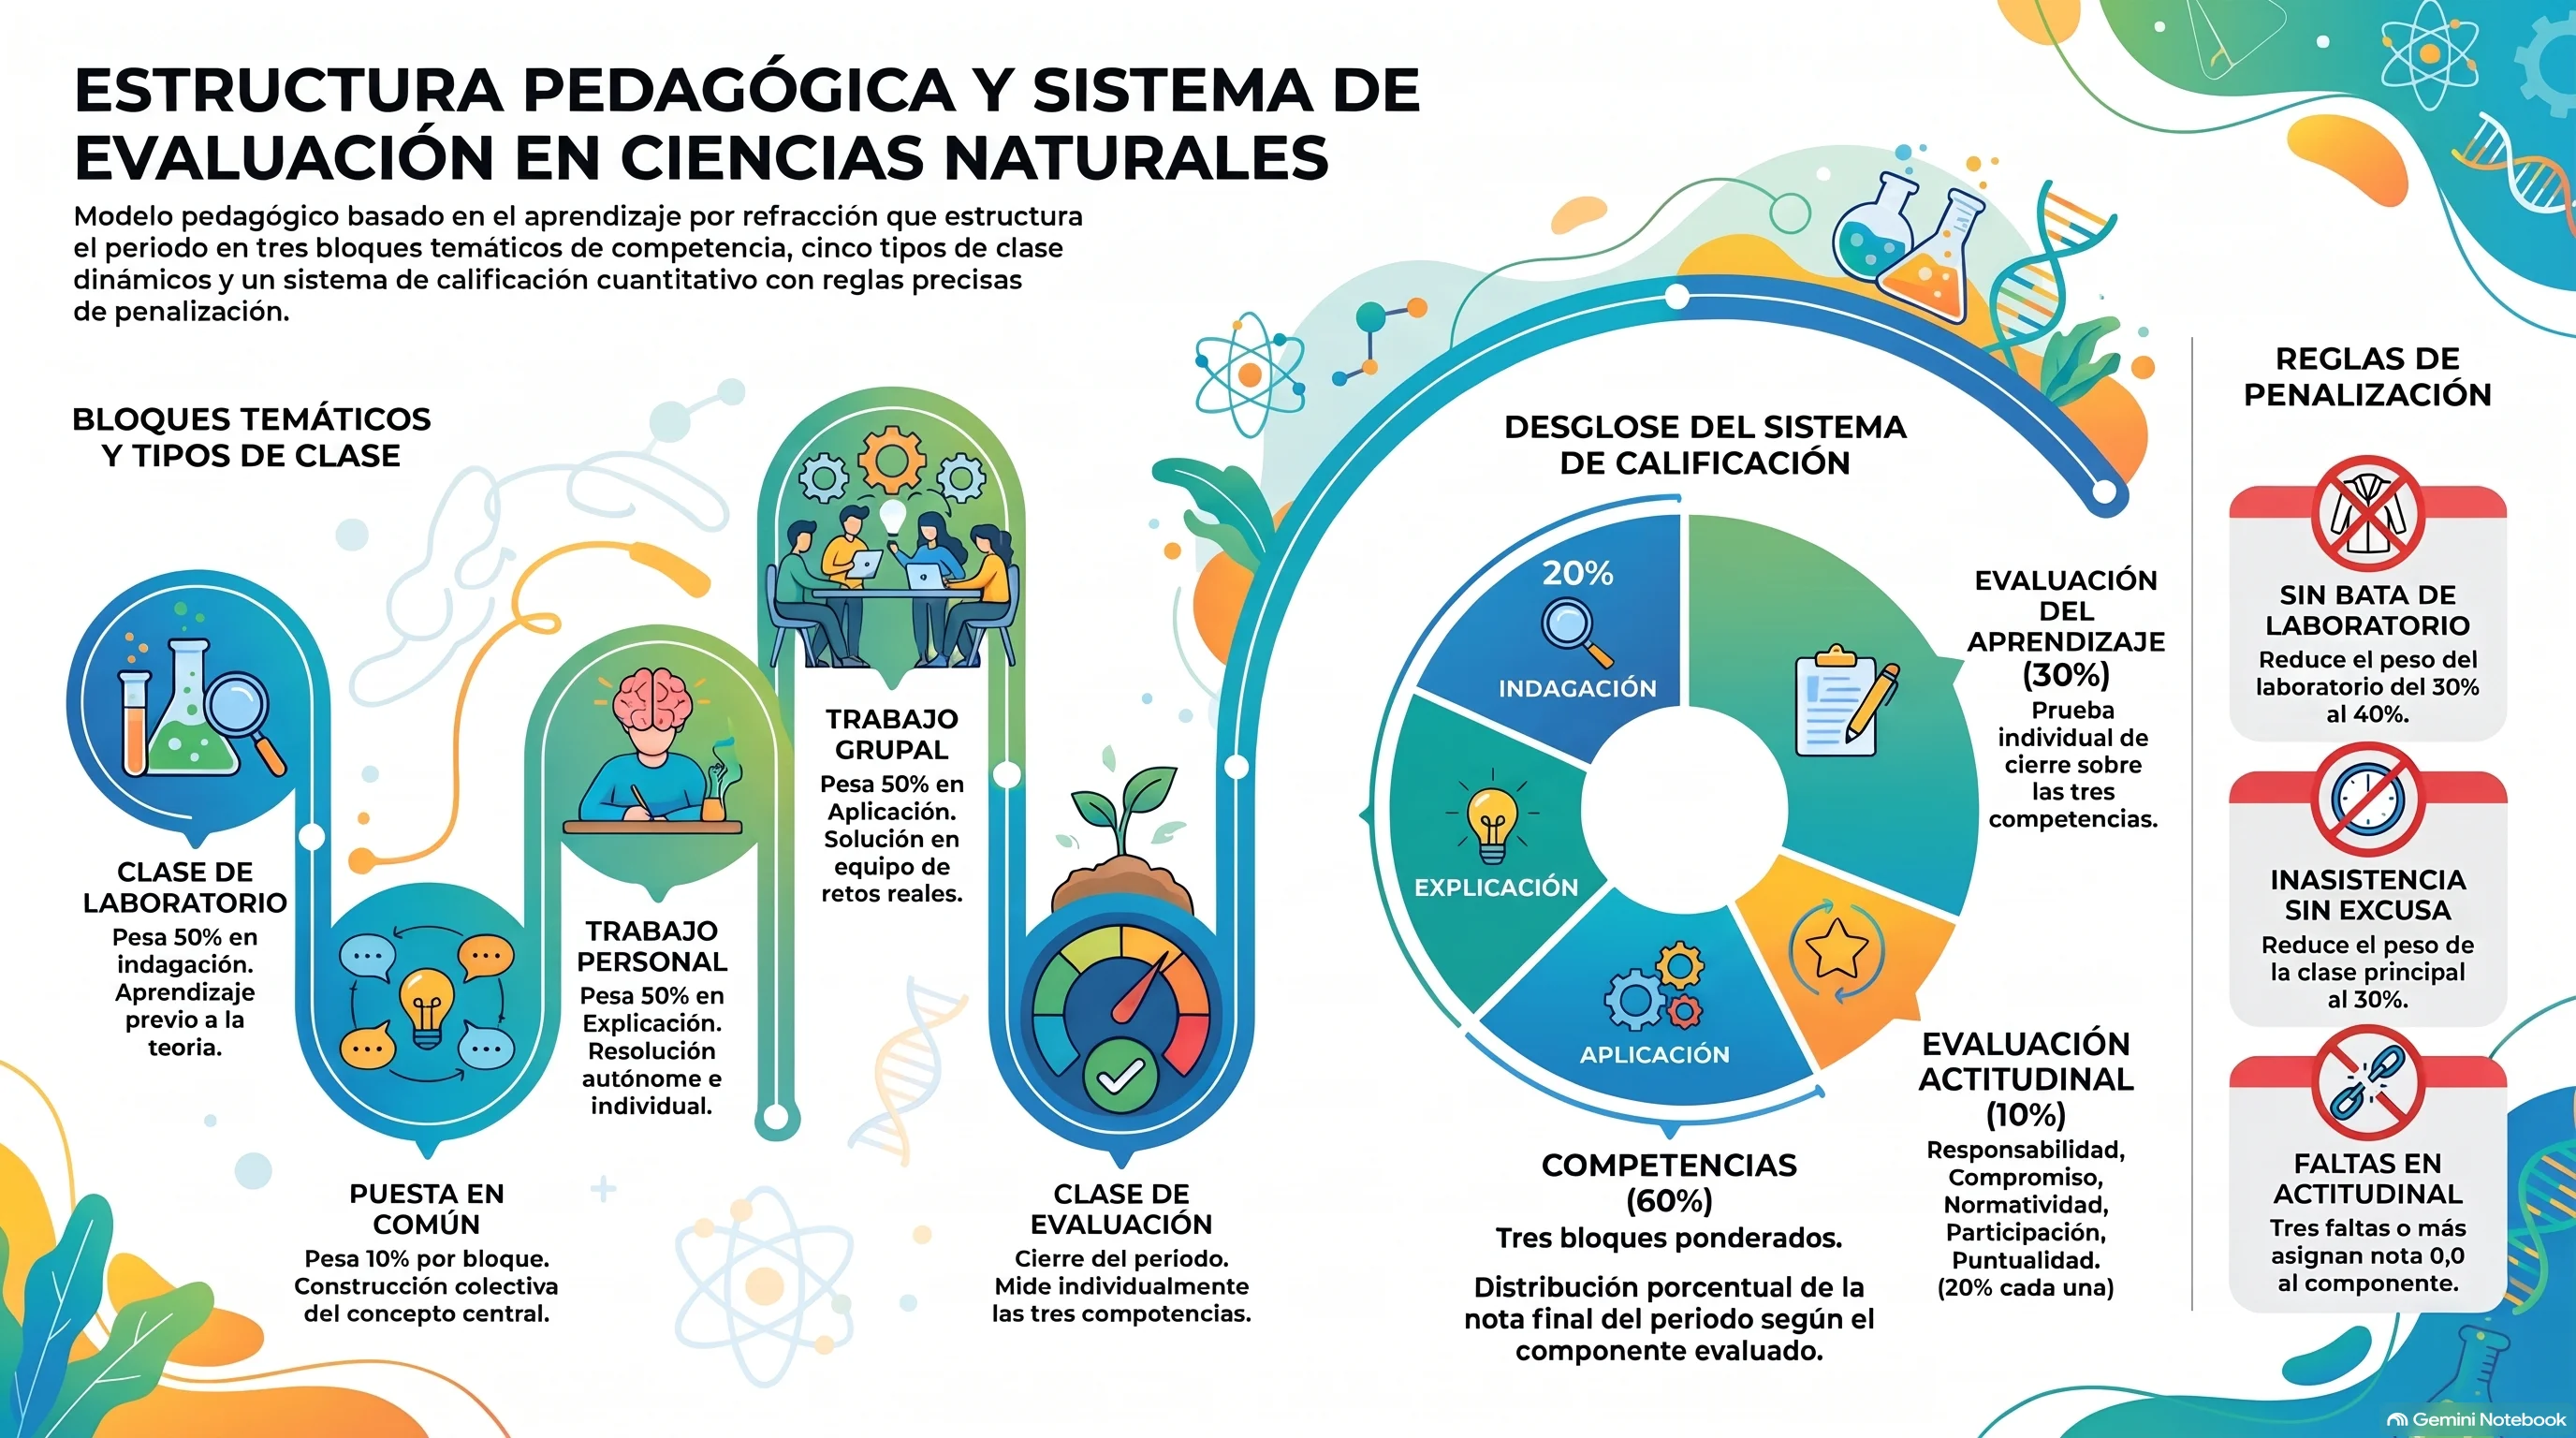 ESTRUCTURA PEDAGÓGICA Y SISTEMA DE
EVALUACIÓN EN CIENCIAS NATURALES
Modelo pedagógico basado en el aprendizaje por refracción que estructura
el periodo en tres bloques temáticos de competencia, cinco tipos de clase
dinámicos y un sistema de calificación cuantitativo con reglas precisas
de penalización.
BLOQUES TEMÁTICOS
Y TIPOS DE CLASE
CLASE DE
LABORATORIO
Pesa 50% en
indagación.
Aprendizaje
previo a la
teoria.
PUESTA EN
COMÚN
Pesa 10% por bloque.
Construcción colectiva
del concepto central.
TRABAJO
PERSONAL
Pesa 50% en
Explicación.
Resolución
autónome e
individual.
TRABAJO
GRUPAL
Pesa 50% en
Aplicación.
Solución en
equipo de
retos reales.
CLASE DE
EVALUACIÓN
Cierre del período.
Mide individualmente
las tres compotencias.
DESGLOSE DEL SISTEMA
DE CALIFICACIÓN
20%
INDAGACIÓN
EXPLICACIÓN
APLICACIÓN
EVALUACIÓN
DEL
APRENDIZAJE
(30%)
Prueba
individual de
cierre sobre
las tres
competencias.
EVALUACIÓN
ACTITUDINAL
(10%)
Responsabilidad,
Compromiso,
Normatividad,
Participación,
Puntualidad.
(20% cada una)
COMPETENCIAS
(60%)
Tres bloques ponderados.
Distribución porcentual de la
nota final del periodo según el
componente evaluado.
REGLAS DE
PENALIZACIÓN
SIN BATA DE
LABORATORIO
Reduce el peso del
laboratorio del 30%
al 40%.
INASISTENCIA
SIN EXCUSA
Reduce el peso de
la clase principal
al 30%.
FALTAS EN
ACTITUDINAL
Tres faltas o más
asignan nota 0,0
al componente.
Gemini Notebook